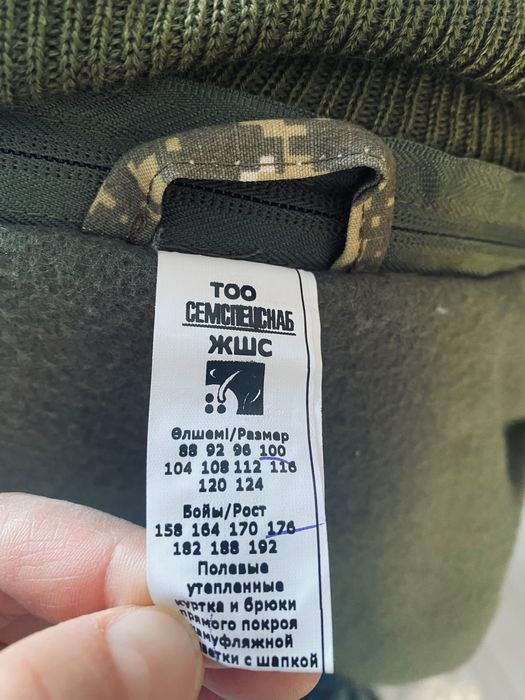 ТОО
СЕМСПЕЦСНАБ
ЖШС
Өлшемі/Размер
88 92 96 100
104 108 112 116
120 124
Бойы/Рост
158 164 170 176
182 188 192
Полевые
утепленные
куртка и брюки
прямого покроя
камуфляжной
с шапкой